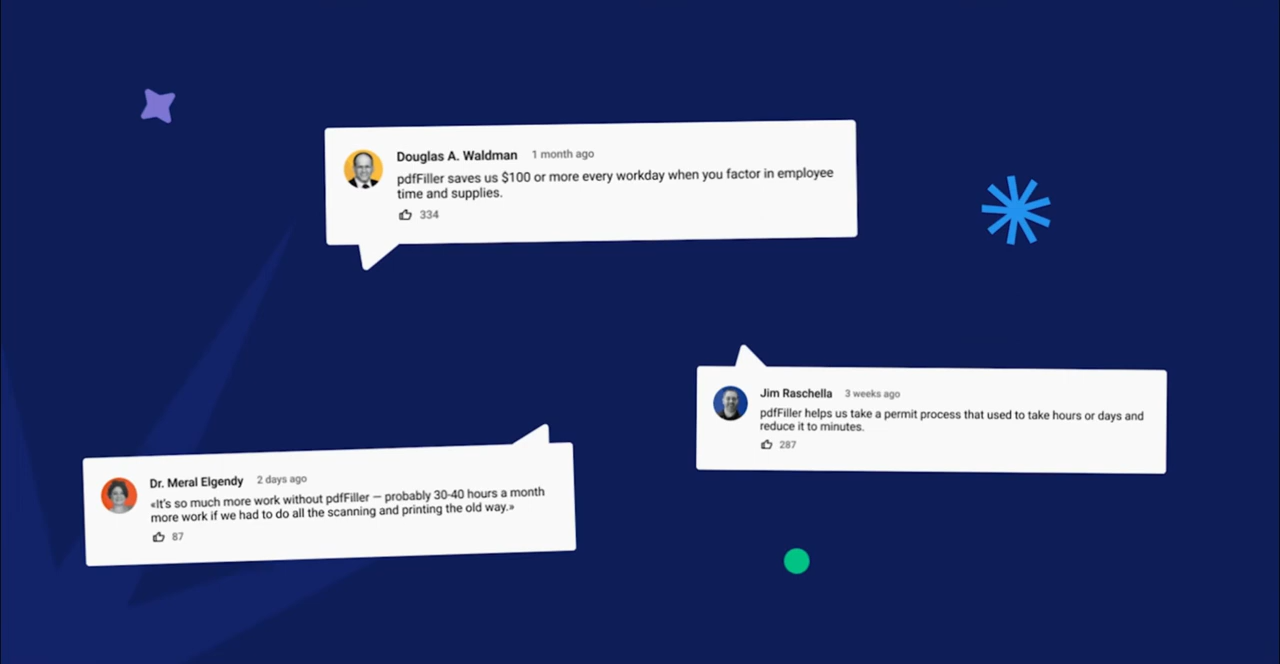 Douglas A. Waldman 1 month ago
pdfFiller saves us $100 or more every workday when you factor in employee
time and supplies.
334
Jim Raschella 3 weeks ago
pdfFiller helps us take a permit process that used to take hours or days and
reduce it to minutes.
287
Dr. Meral Elgendy 2 days ago
«It's so much more work without pdfFiller — probably 30-40 hours a month
more work if we had to do all the scanning and printing the old way.»
87